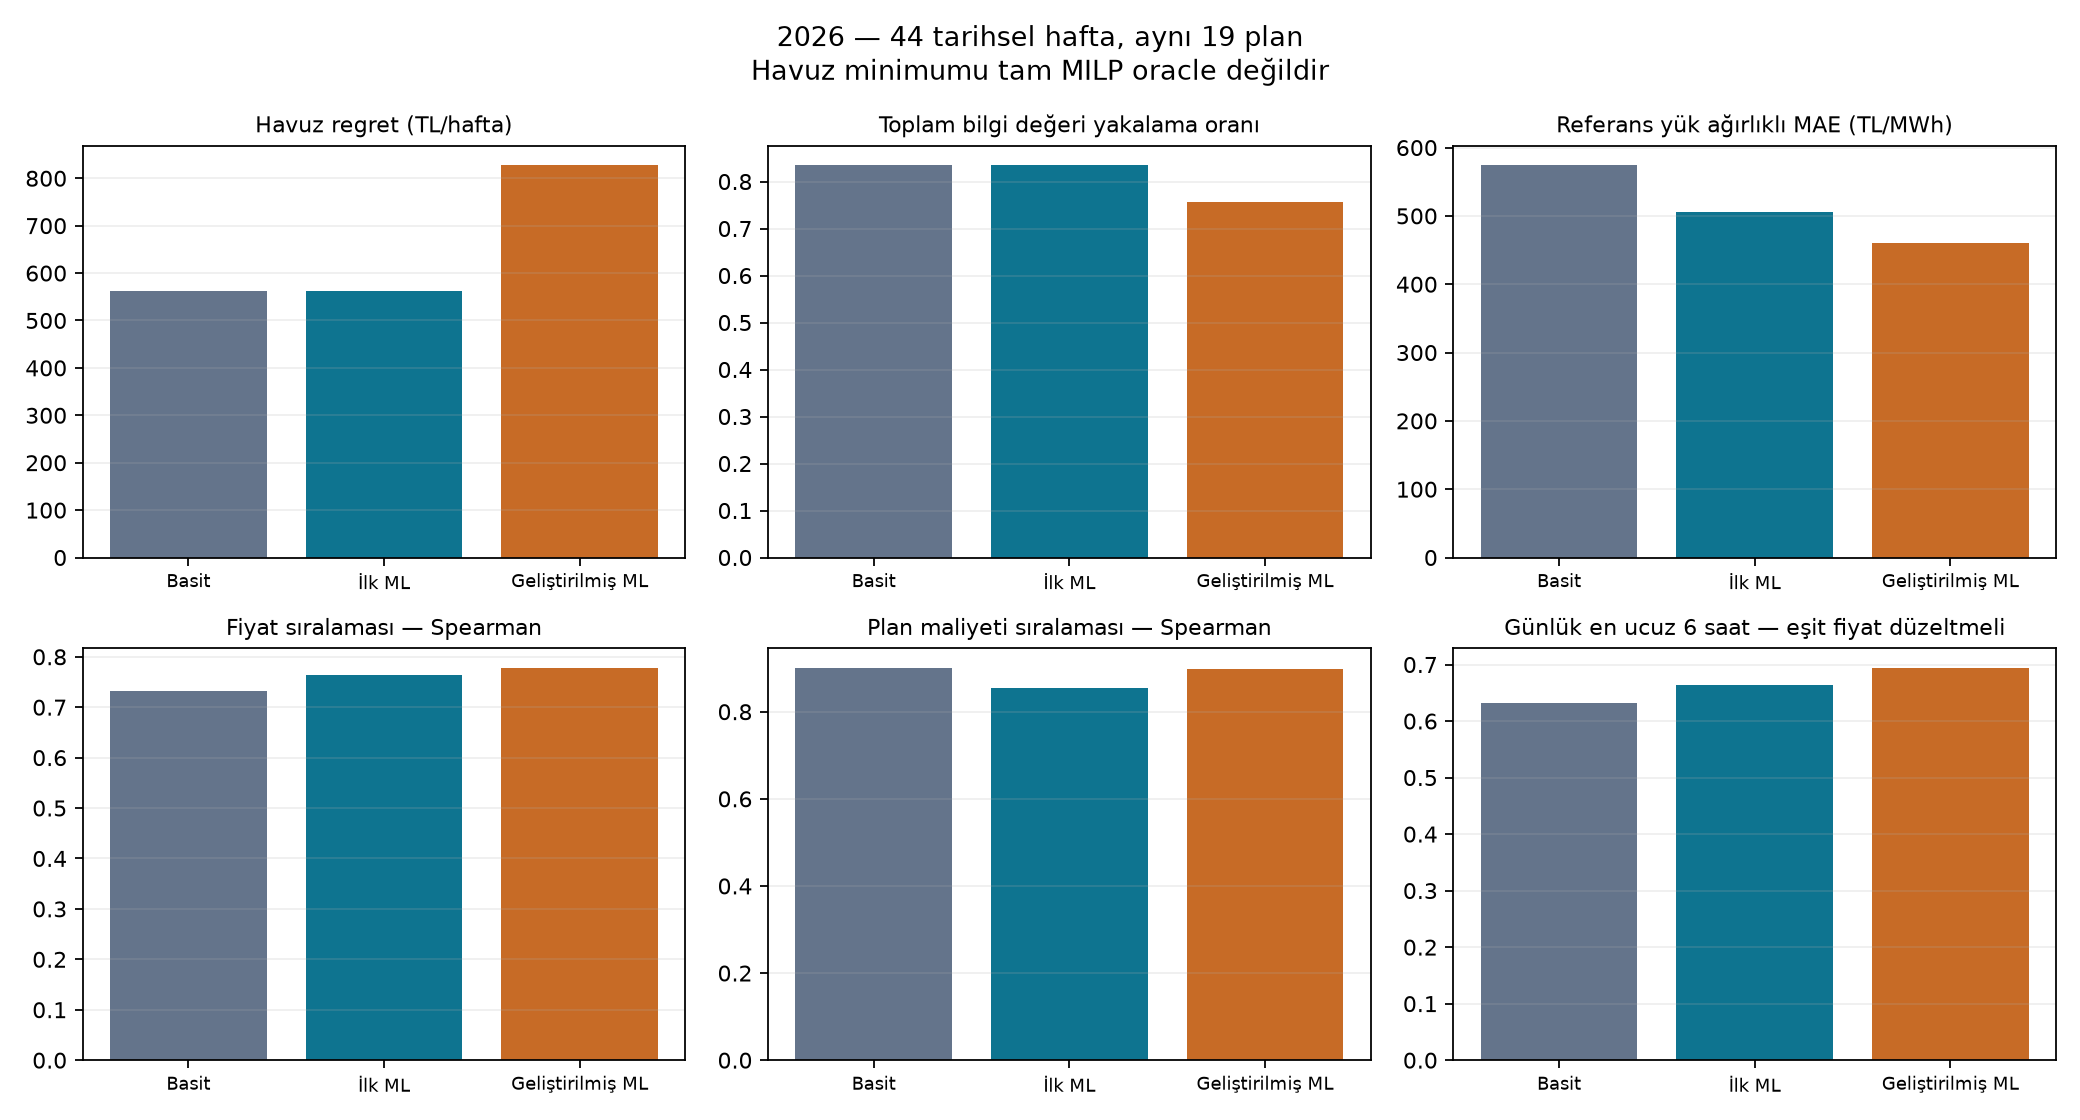 2026 — 44 tarihsel hafta, aynı 19 plan
Havuz minimumu tam MILP oracle değildir
Havuz regret (TL/hafta)
800
700
600
500
400
300
200
100
0
Basit
İlk ML
Geliştirilmiş ML
Toplam bilgi değeri yakalama oranı
0.8
0.7
0.6
0.5
0.4
0.3
0.2
0.1
0.0
Basit
İlk ML
Geliştirilmiş ML
Referans yük ağırlıklı MAE (TL/MWh)
600
500
400
300
200
100
0
Basit
İlk ML
Geliştirilmiş ML
Fiyat sıralaması — Spearman
0.8
0.7
0.6
0.5
0.4
0.3
0.2
0.1
0.0
Basit
İlk ML
Geliştirilmiş ML
Plan maliyeti sıralaması — Spearman
0.8
0.6
0.4
0.2
0.0
Basit
İlk ML
Geliştirilmiş ML
Günlük en ucuz 6 saat — eşit fiyat düzeltmeli
0.7
0.6
0.5
0.4
0.3
0.2
0.1
0.0
Basit
İlk ML
Geliştirilmiş ML